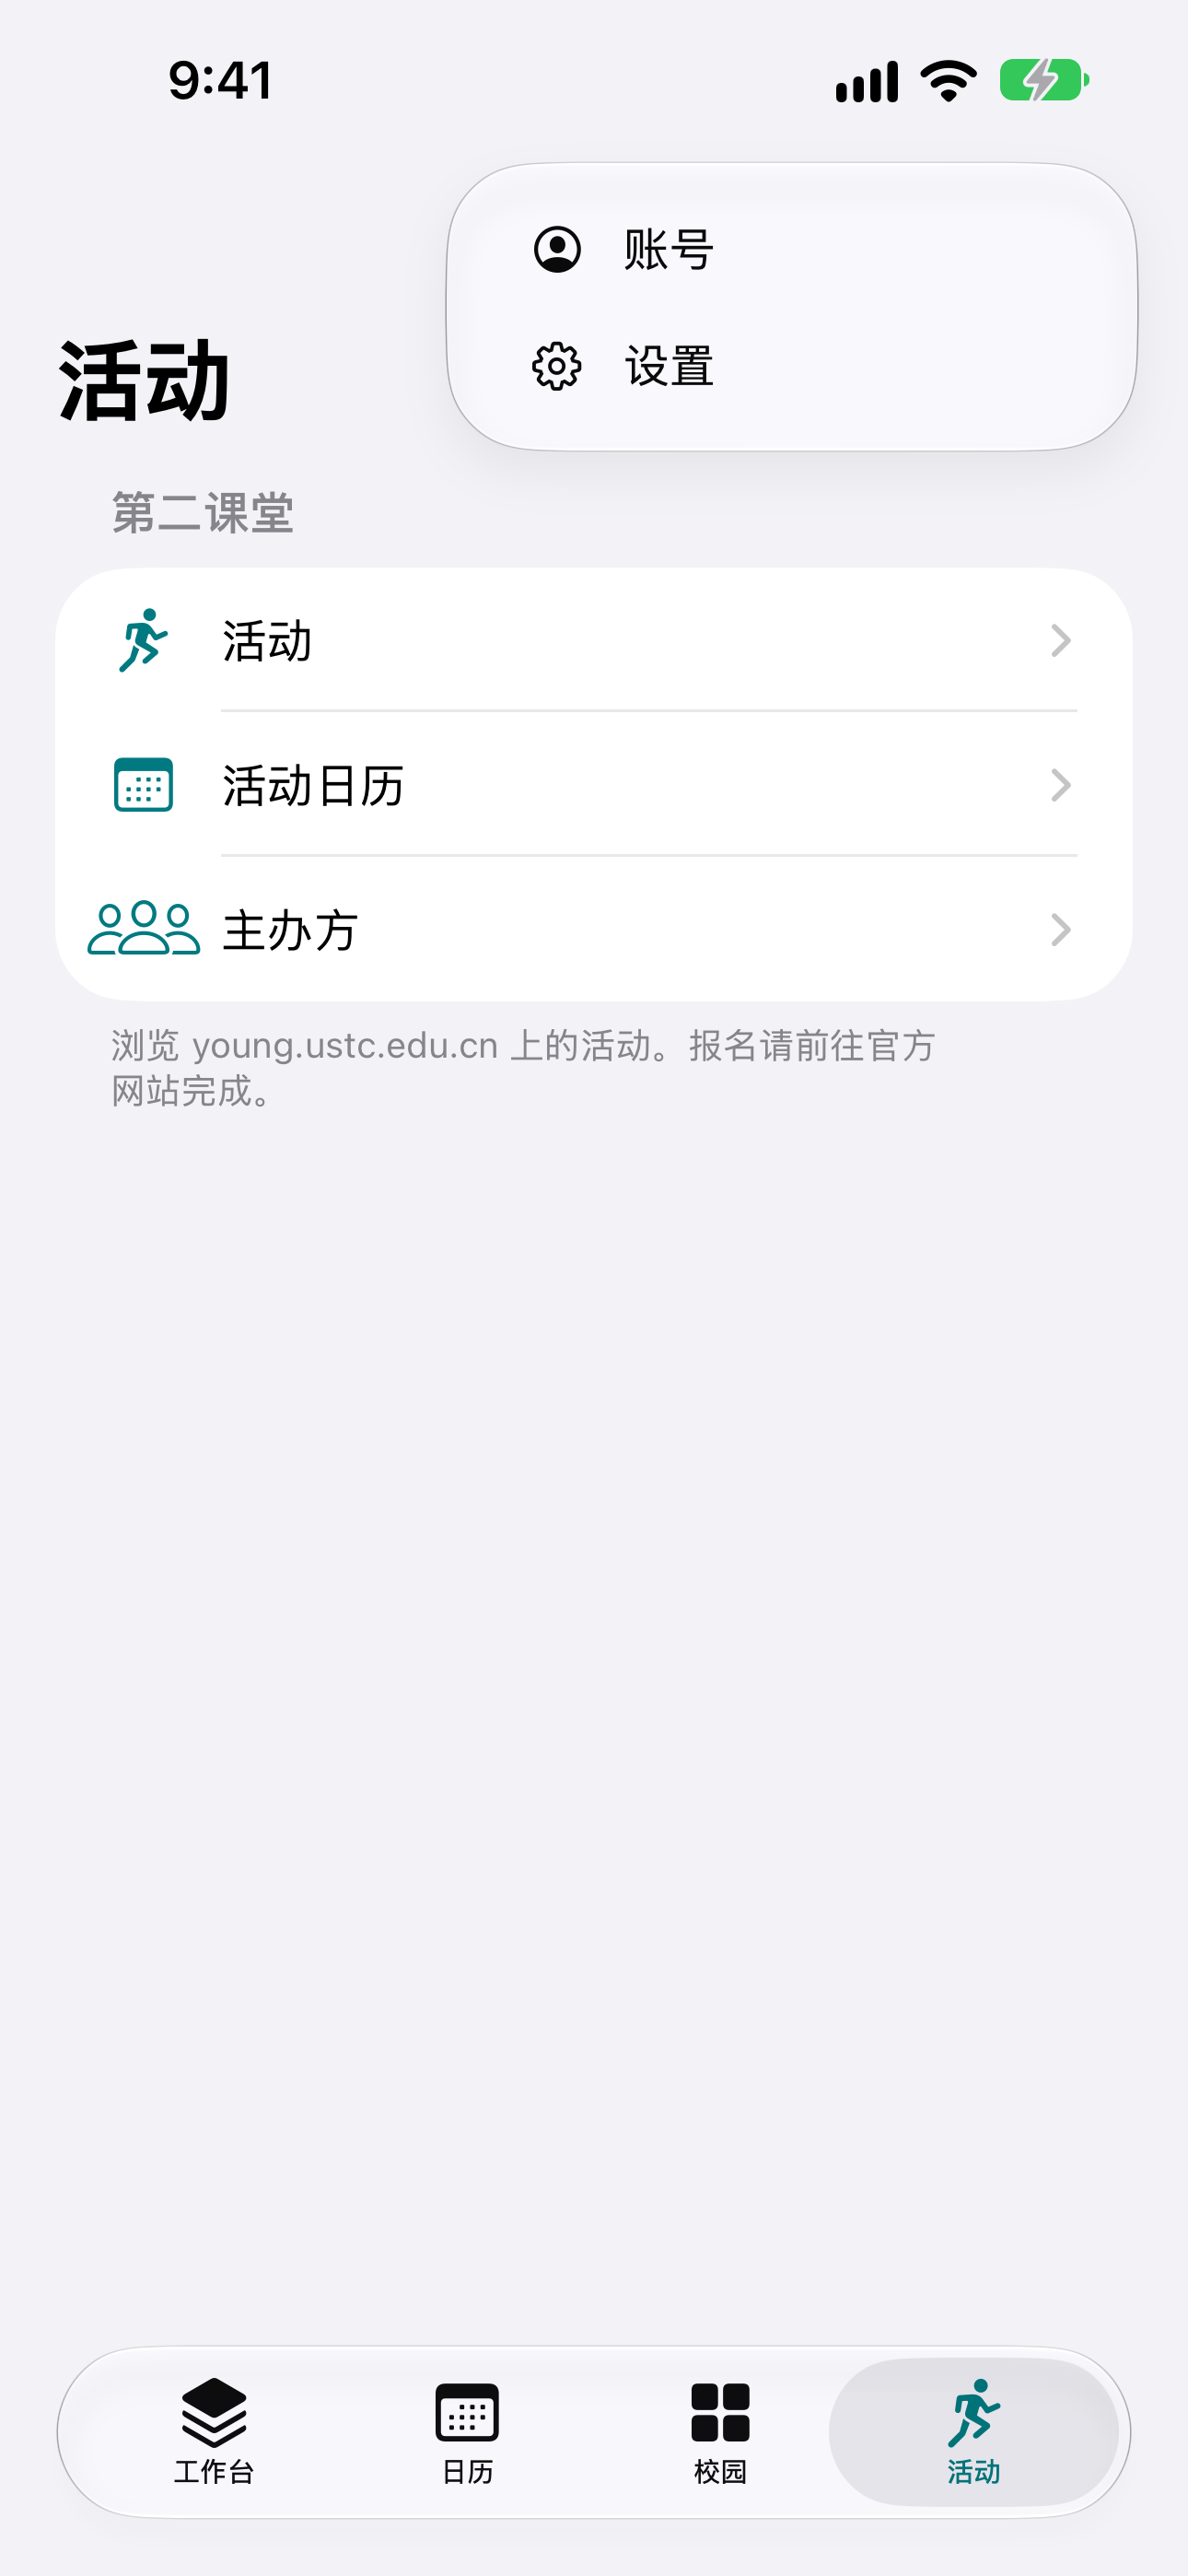 9:41
账号
设置
活动
第二课堂
活动
活动日历
主办方
浏览 young.ustc.edu.cn 上的活动。报名请前往官方
网站完成。
工作台
日历
校园
活动